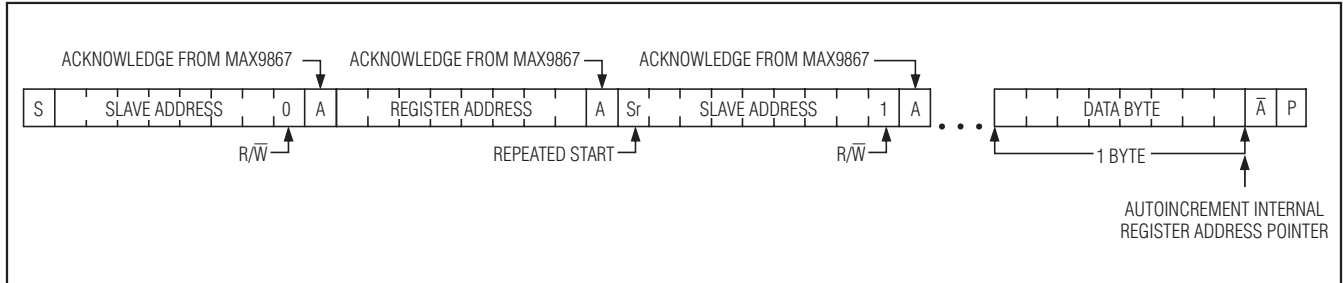 ACKNOWLEDGE FROM MAX9867 ACKNOWLEDGE FROM MAX9867 ACKNOWLEDGE FROM MAX9867
S SLAVE ADDRESS 0 A REGISTER ADDRESS A Sr SLAVE ADDRESS 1 A ... DATA BYTE A̅ P
R/W̅ REPEATED START R/W̅ 1 BYTE
AUTOINCREMENT INTERNAL
REGISTER ADDRESS POINTER